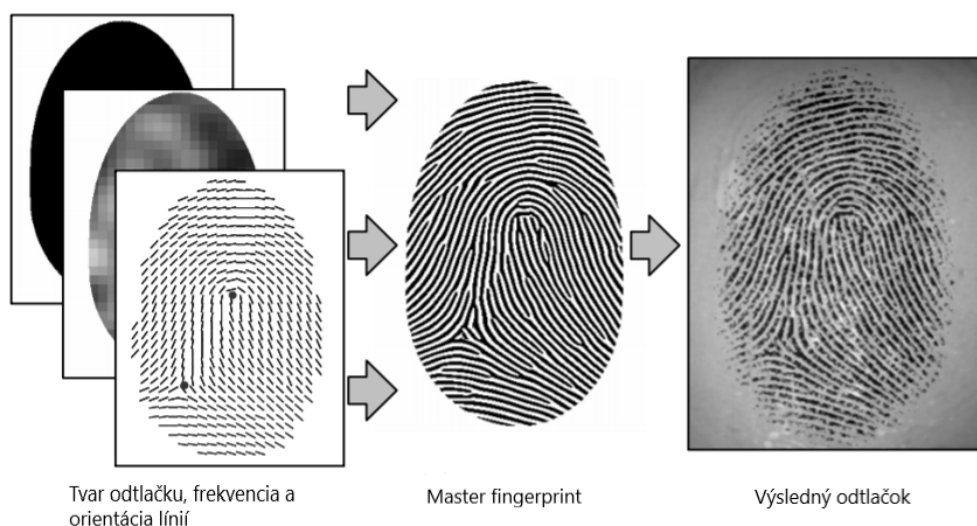 Tvar odtlačku, frekvencia a
orientácia línií
Master fingerprint
Výsledný odtlačok